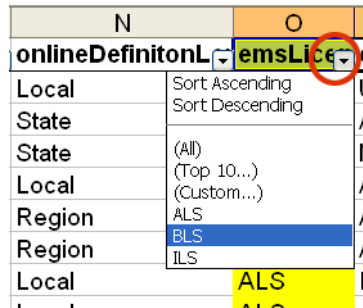 N O
onlineDefinitonL emsLicen
Local
State
State
Local
Region
Region
Local ALS
Sort Ascending
Sort Descending
(All)
(Top 10...)
(Custom...)
ALS
BLS
ILS